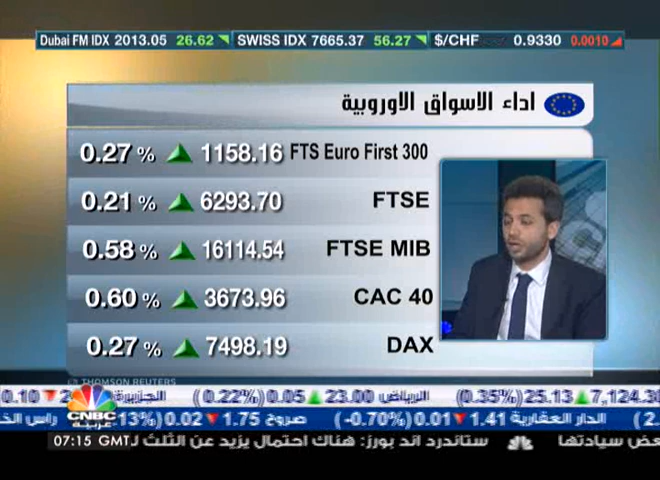 Dubai FM IDX 2013.05 26.62 SWISS IDX 7665.37 56.27 $/CHF 0.9330 0.0010
اداء الاسواق الاوروبية
0.27 % 1158.16 FTS Euro First 300
0.21 % 6293.70 FTSE
0.58 % 16114.54 FTSE MIB
0.60 % 3673.96 CAC 40
0.27 % 7498.19 DAX
THOMSON REUTERS
7,124.3 25.13 (0.35%) الرياض 23.00 0.05 (0.22%) الجزيرة 0.10
الدار العقارية 1.41 0.01 (-0.70%) صروح 1.75 0.02 راس
CNBC
عربية
07:15 GMT
ض سيادتها ستاندرد اند بورز: هناك احتمال يزيد عن الثلث ل